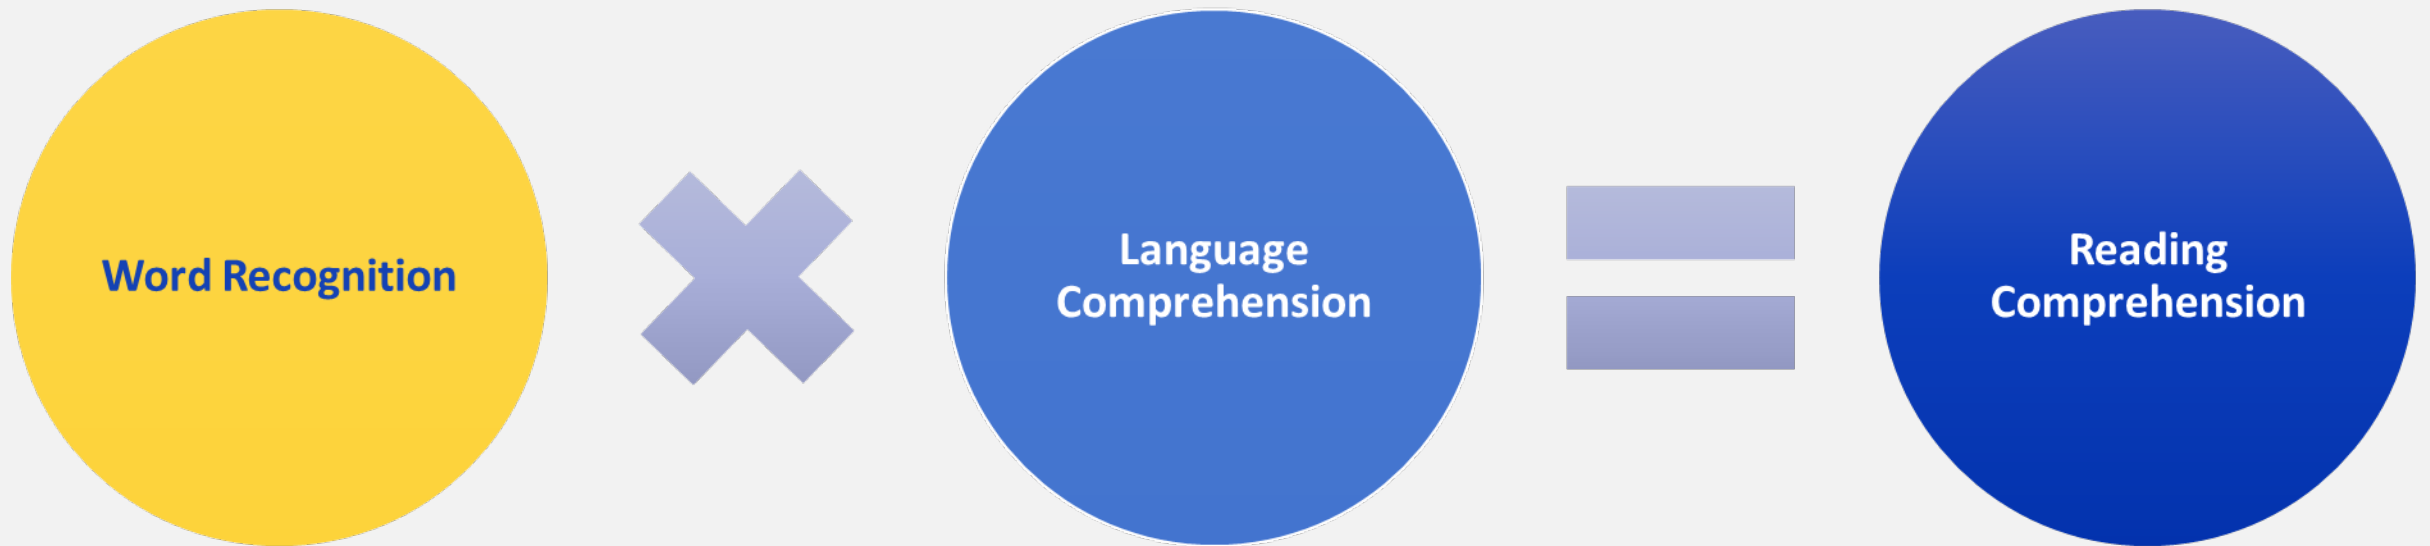 Word Recognition
Language
Comprehension
Reading
Comprehension